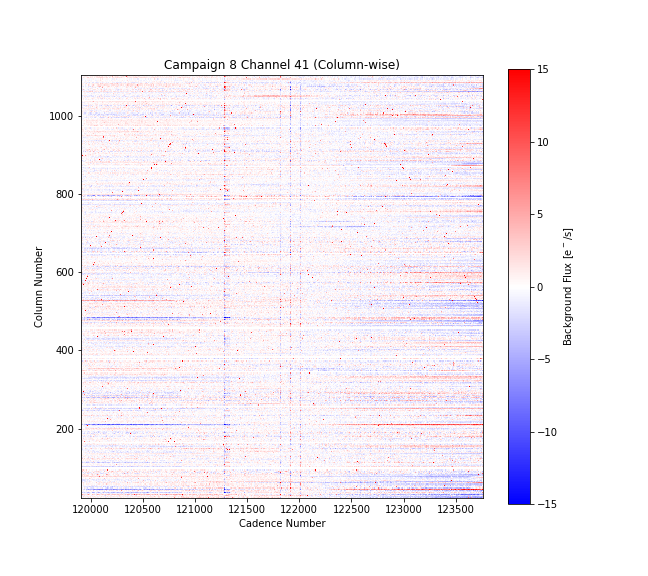 Campaign 8 Channel 41 (Column-wise)
1000
800
600
400
200
Column Number
120000 120500 121000 121500 122000 122500 123000 123500
Cadence Number
15
10
5
0
−5
−10
−15
Background Flux [e⁻/s]